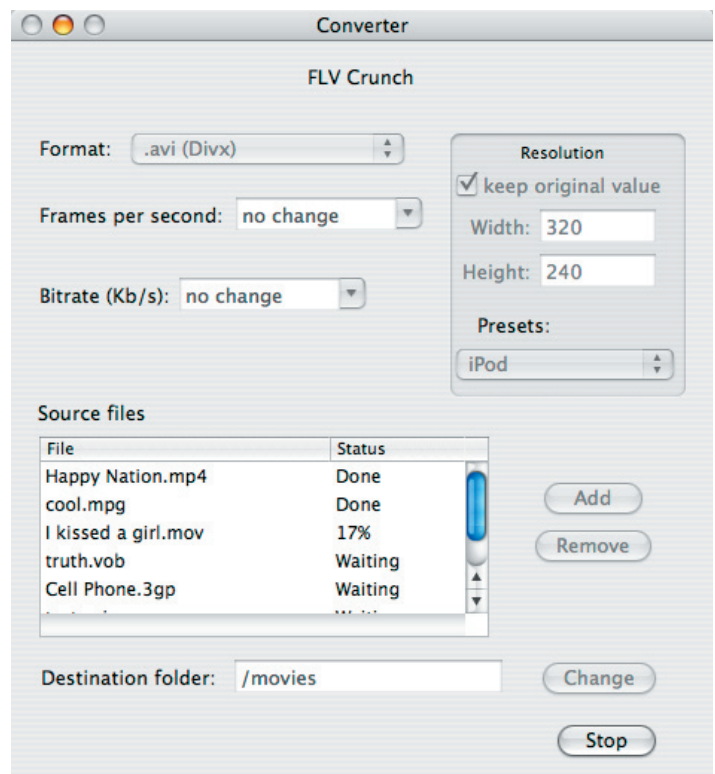 Converter
FLV Crunch
Format: .avi (Divx)
Frames per second: no change
Bitrate (Kb/s): no change
Resolution
keep original value
Width: 320
Height: 240
Presets:
iPod
Source files
File Status
Happy Nation.mp4 Done
cool.mpg Done
I kissed a girl.mov 17%
truth.vob Waiting
Cell Phone.3gp Waiting
Add
Remove
Destination folder: /movies
Change
Stop